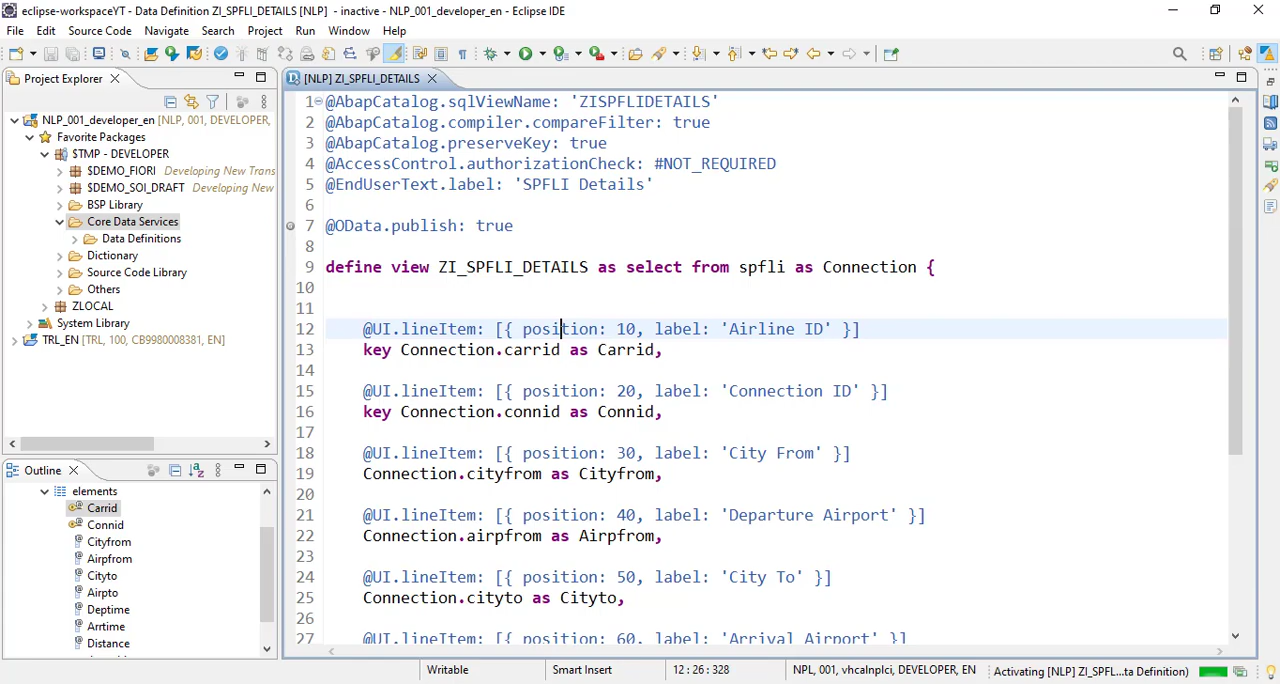 eclipse-workspaceYT - Data Definition ZI_SPFLI_DETAILS [NLP] - inactive - NLP_001_developer_en - Eclipse IDE
File Edit Source Code Navigate Search Project Run Window Help
Project Explorer
NLP_001_developer_en [NLP, 001, DEVELOPER,
Favorite Packages
$TMP - DEVELOPER
$DEMO_FIORI Developing New Trans
$DEMO_SOI_DRAFT Developing New
BSP Library
Core Data Services
Data Definitions
Dictionary
Source Code Library
Others
ZLOCAL
System Library
TRL_EN [TRL, 100, CB9980008381, EN]
Outline
elements
Carrid
Connid
Cityfrom
Airpfrom
Cityto
Airpto
Deptime
Arrtime
Distance
[NLP] ZI_SPFLI_DETAILS
1 @AbapCatalog.sqlViewName: 'ZISPFLIDETAILS'
2 @AbapCatalog.compiler.compareFilter: true
3 @AbapCatalog.preserveKey: true
4 @AccessControl.authorizationCheck: #NOT_REQUIRED
5 @EndUserText.label: 'SPFLI Details'
6
7 @OData.publish: true
8
9 define view ZI_SPFLI_DETAILS as select from spfli as Connection {
10
11
12 @UI.lineItem: [{ position: 10, label: 'Airline ID' }]
13 key Connection.carrid as Carrid,
14
15 @UI.lineItem: [{ position: 20, label: 'Connection ID' }]
16 key Connection.connid as Connid,
17
18 @UI.lineItem: [{ position: 30, label: 'City From' }]
19 Connection.cityfrom as Cityfrom,
20
21 @UI.lineItem: [{ position: 40, label: 'Departure Airport' }]
22 Connection.airpfrom as Airpfrom,
23
24 @UI.lineItem: [{ position: 50, label: 'City To' }]
25 Connection.cityto as Cityto,
26
27 @UI.lineItem: [{ position: 60, label: 'Arrival Airport' }]
Writable Smart Insert 12 : 26 : 328 NPL, 001, vhcalnplci, DEVELOPER, EN Activating [NLP] ZI_SPFL...ta Definition)